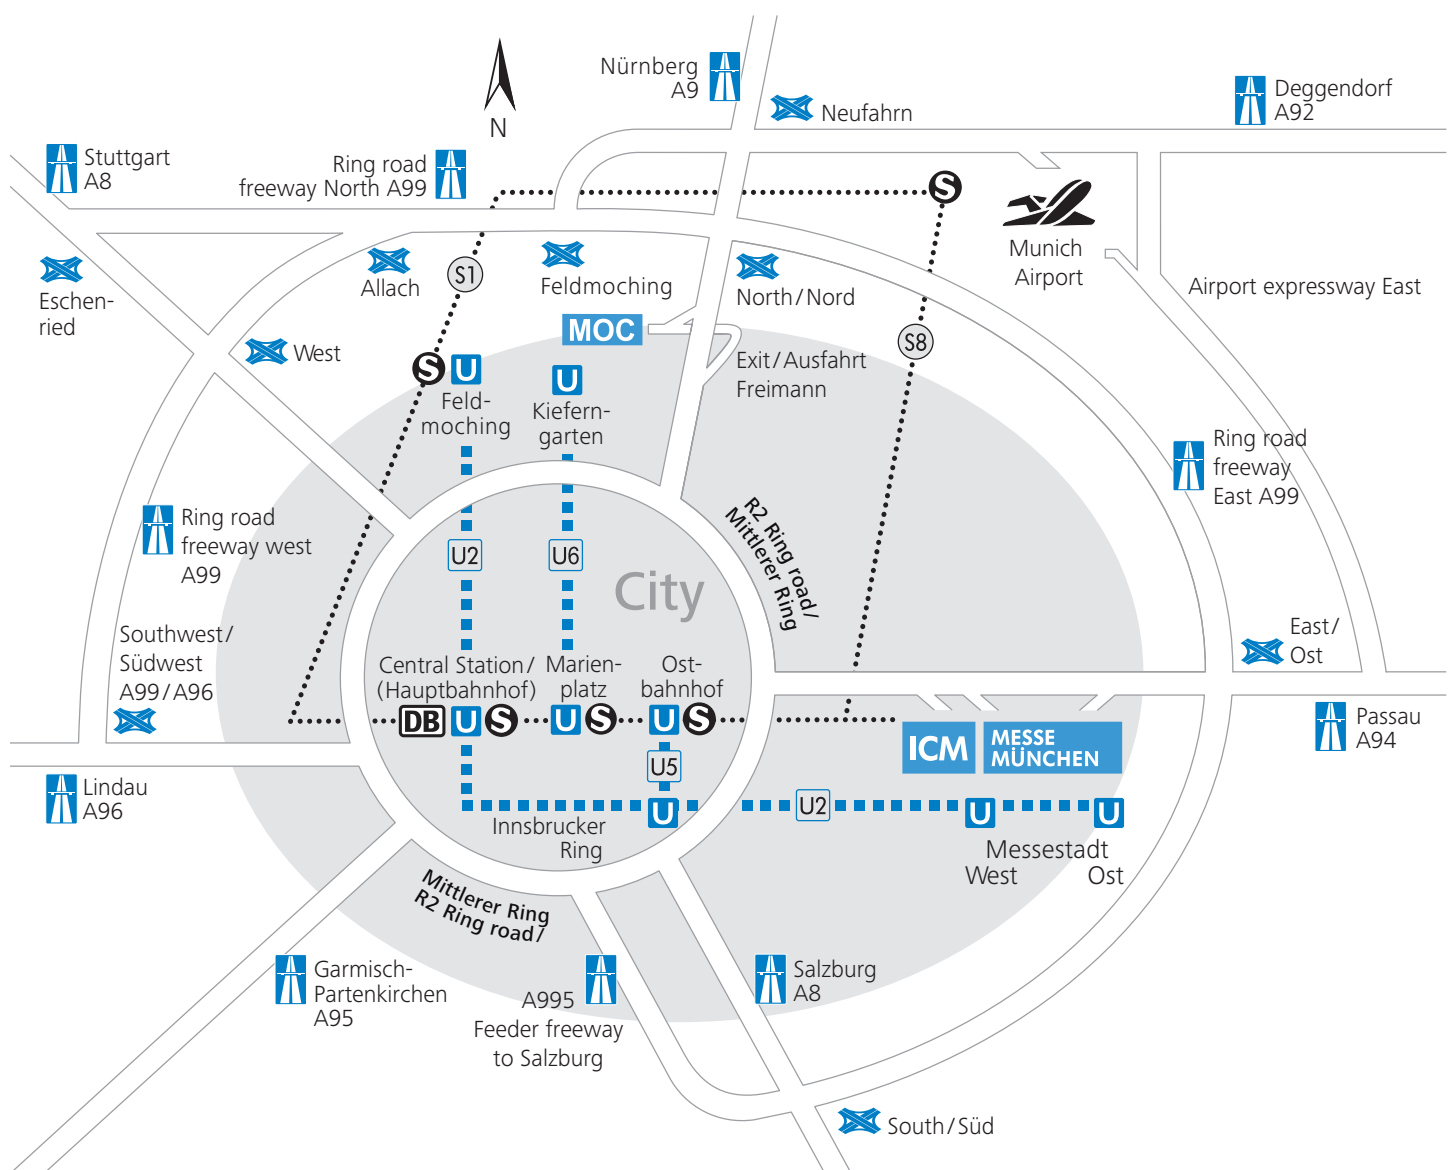 Nürnberg
A9
Neufahrn
Deggendorf
A92
N
Stuttgart
A8
Ring road
freeway North A99
S
Munich
Airport
Airport expressway East
Eschen-
ried
Allach
S1
Feldmoching
North/Nord
MOC
S8
West
Exit/Ausfahrt
Freimann
S U
Feld-
moching
U
Kiefern-
garten
Ring road
freeway
East A99
Ring road
freeway west
A99
U2
U6
City
R2 Ring road/
Mittlerer Ring
Southwest/
Südwest
A99/A96
East/
Ost
Central Station/
(Hauptbahnhof)
Marien-
platz
Ost-
bahnhof
DB U S
U S
U S
ICM
MESSE
MÜNCHEN
Passau
A94
U5
Lindau
A96
U
U2
U
U
Innsbrucker
Ring
Messestadt
West
Ost
Mittlerer Ring
R2 Ring road/
Garmisch-
Partenkirchen
A95
A995
Feeder freeway
to Salzburg
Salzburg
A8
South/Süd